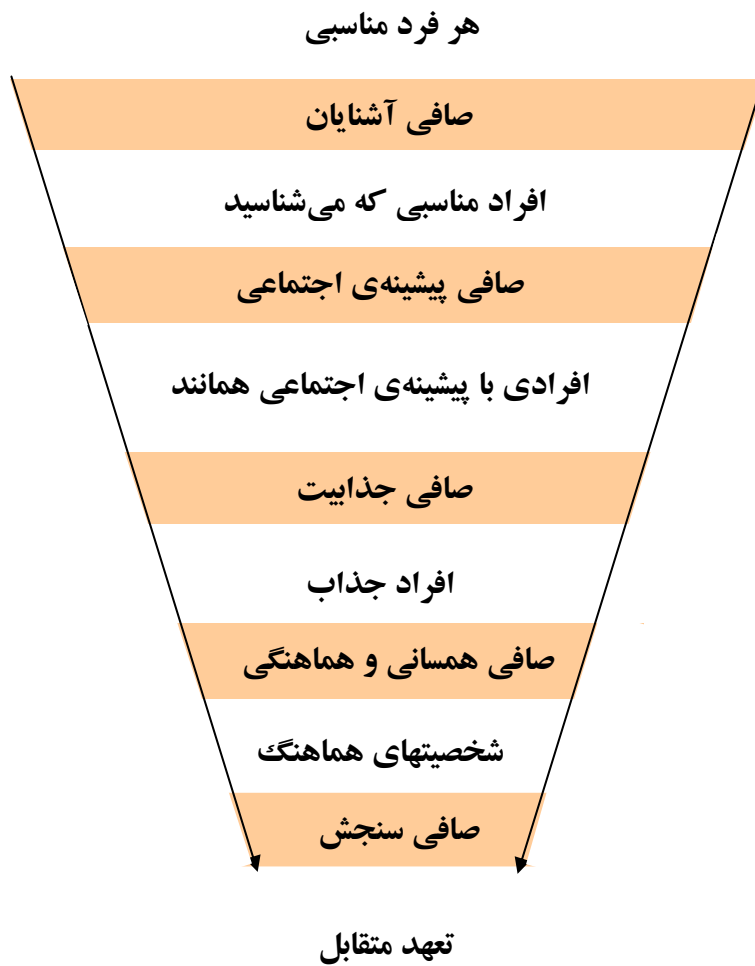 هر فرد مناسبی
صافی آشنایان
افراد مناسبی که می‌شناسید
صافی پیشینه‌ی اجتماعی
افرادی با پیشینه‌ی اجتماعی همانند
صافی جذابیت
افراد جذاب
صافی همسانی و هماهنگی
شخصیتهای هماهنگ
صافی سنجش
تعهد متقابل